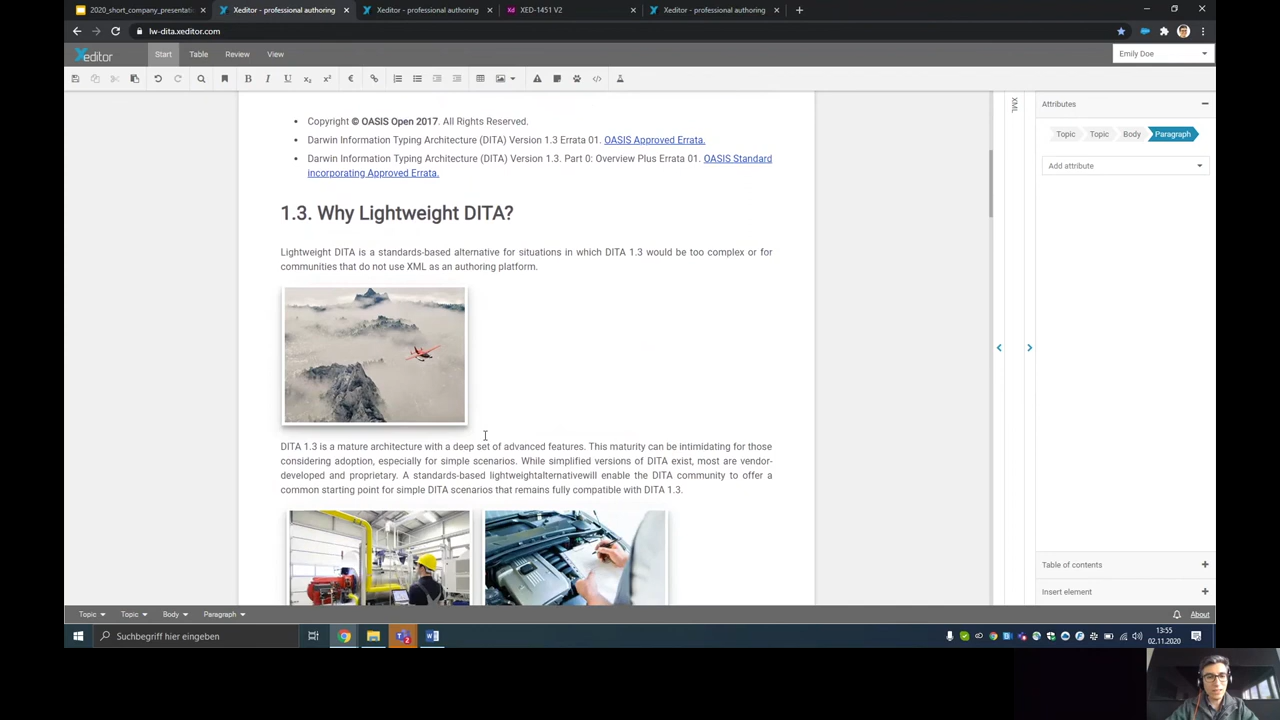 2020_short_company_presentati
Xeditor - professional authoring
Xeditor - professional authoring
XED-1451 V2
Xeditor - professional authoring
lw-dita.xeditor.com
Xeditor
Start
Table
Review
View
Emily Doe
Copyright © OASIS Open 2017. All Rights Reserved.
Darwin Information Typing Architecture (DITA) Version 1.3 Errata 01. OASIS Approved Errata.
Darwin Information Typing Architecture (DITA) Version 1.3. Part 0: Overview Plus Errata 01. OASIS Standard
incorporating Approved Errata.
1.3. Why Lightweight DITA?
Lightweight DITA is a standards-based alternative for situations in which DITA 1.3 would be too complex or for
communities that do not use XML as an authoring platform.
DITA 1.3 is a mature architecture with a deep set of advanced features. This maturity can be intimidating for those
considering adoption, especially for simple scenarios. While simplified versions of DITA exist, most are vendor-
developed and proprietary. A standards-based lightweightalternativewill enable the DITA community to offer a
common starting point for simple DITA scenarios that remains fully compatible with DITA 1.3.
XML
Attributes
Topic
Topic
Body
Paragraph
Add attribute
Table of contents
Insert element
Topic
Topic
Body
Paragraph
About
Suchbegriff hier eingeben
13:55
02.11.2020